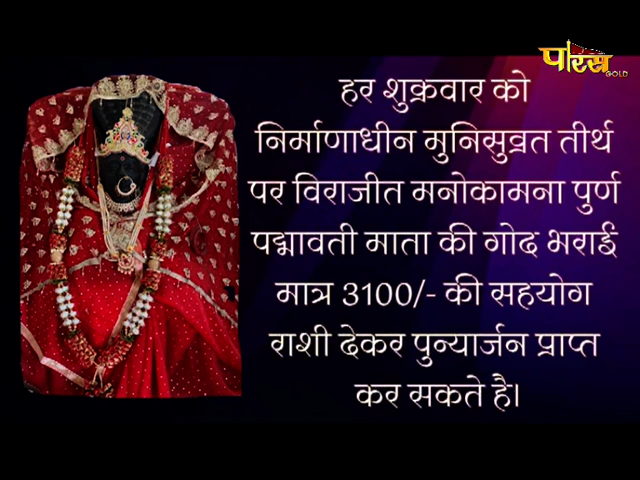 पारस
GOLD
हर शुक्रवार को
निर्माणाधीन मुनिसुव्रत तीर्थ
पर विराजीत मनोकामना पुर्ण
पद्मावती माता की गोद भराई
मात्र 3100/- की सहयोग
राशी देकर पुन्यार्जन प्राप्त
कर सकते है।